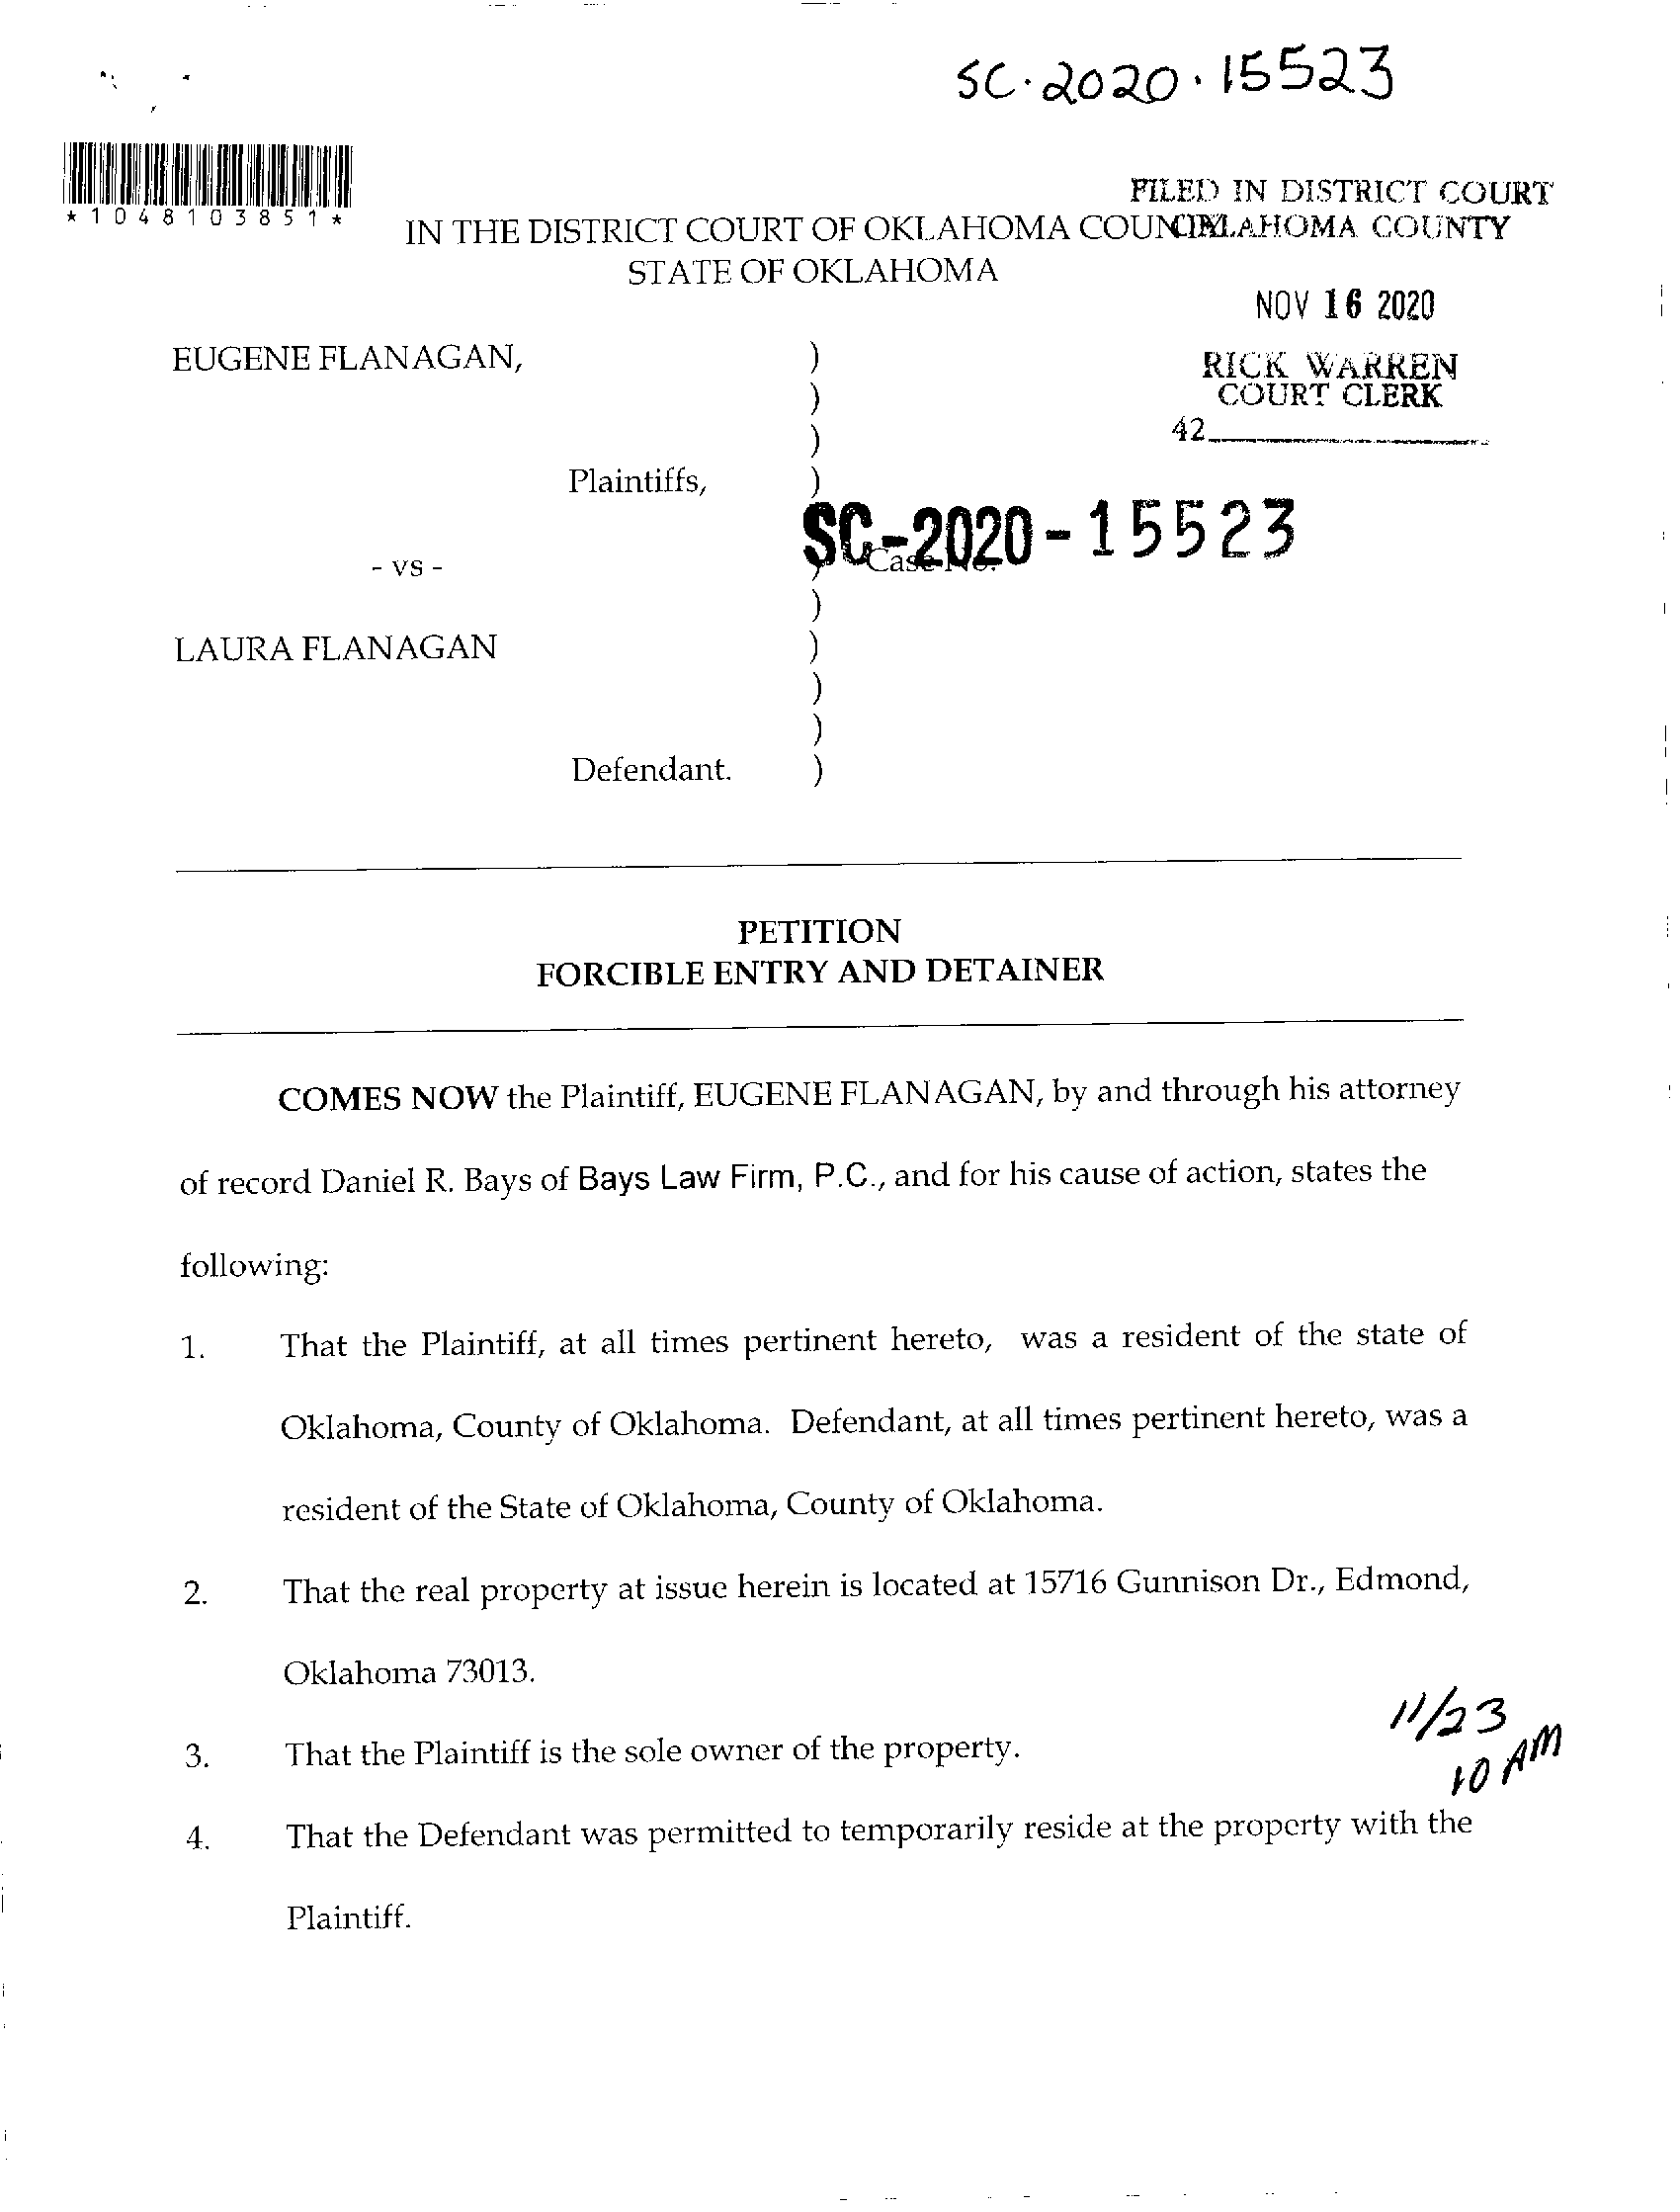 SC.2020.15523
*1048103851*
FILED IN DISTRICT COURT
OKLAHOMA COUNTY
IN THE DISTRICT COURT OF OKLAHOMA
STATE OF OKLAHOMA
NOV 16 2020
RICK WARREN
COURT CLERK
42
EUGENE FLANAGAN, )
)
)
Plaintiffs, )
SC-2020-15523
- vs - ) Case No.
)
LAURA FLANAGAN )
)
)
Defendant. )
PETITION
FORCIBLE ENTRY AND DETAINER
COMES NOW the Plaintiff, EUGENE FLANAGAN, by and through his attorney
of record Daniel R. Bays of Bays Law Firm, P.C., and for his cause of action, states the
following:
1. That the Plaintiff, at all times pertinent hereto, was a resident of the state of
Oklahoma, County of Oklahoma. Defendant, at all times pertinent hereto, was a
resident of the State of Oklahoma, County of Oklahoma.
2. That the real property at issue herein is located at 15716 Gunnison Dr., Edmond,
Oklahoma 73013.
11/23
10 AM
3. That the Plaintiff is the sole owner of the property.
4. That the Defendant was permitted to temporarily reside at the property with the
Plaintiff.